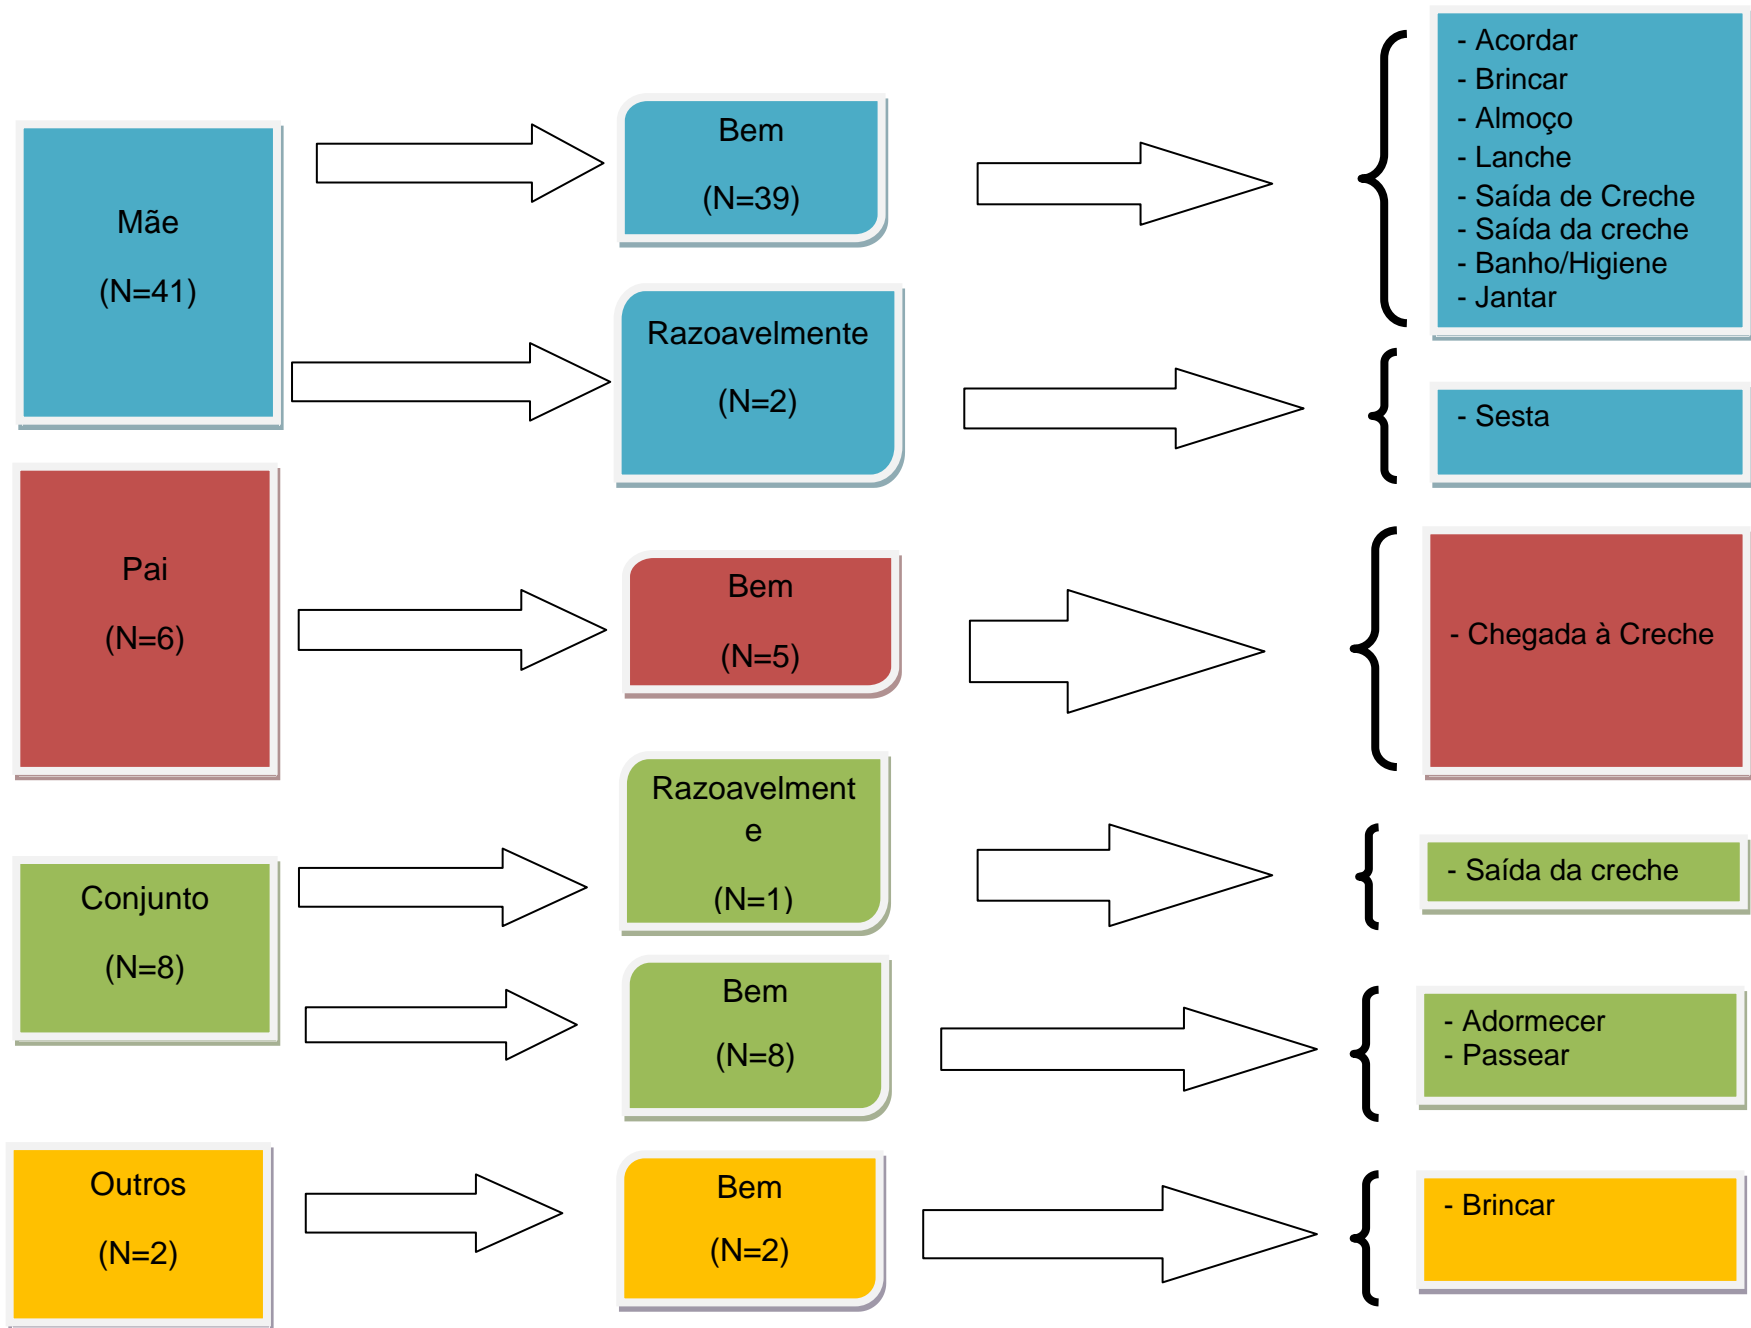 Mãe
(N=41)
Bem
(N=39)
- Acordar
- Brincar
- Almoço
- Lanche
- Saída de Creche
- Saída da creche
- Banho/Higiene
- Jantar
Razoavelmente
(N=2)
- Sesta
Pai
(N=6)
Bem
(N=5)
- Chegada à Creche
Conjunto
(N=8)
Razoavelment
e
(N=1)
- Saída da creche
Bem
(N=8)
- Adormecer
- Passear
Outros
(N=2)
Bem
(N=2)
- Brincar